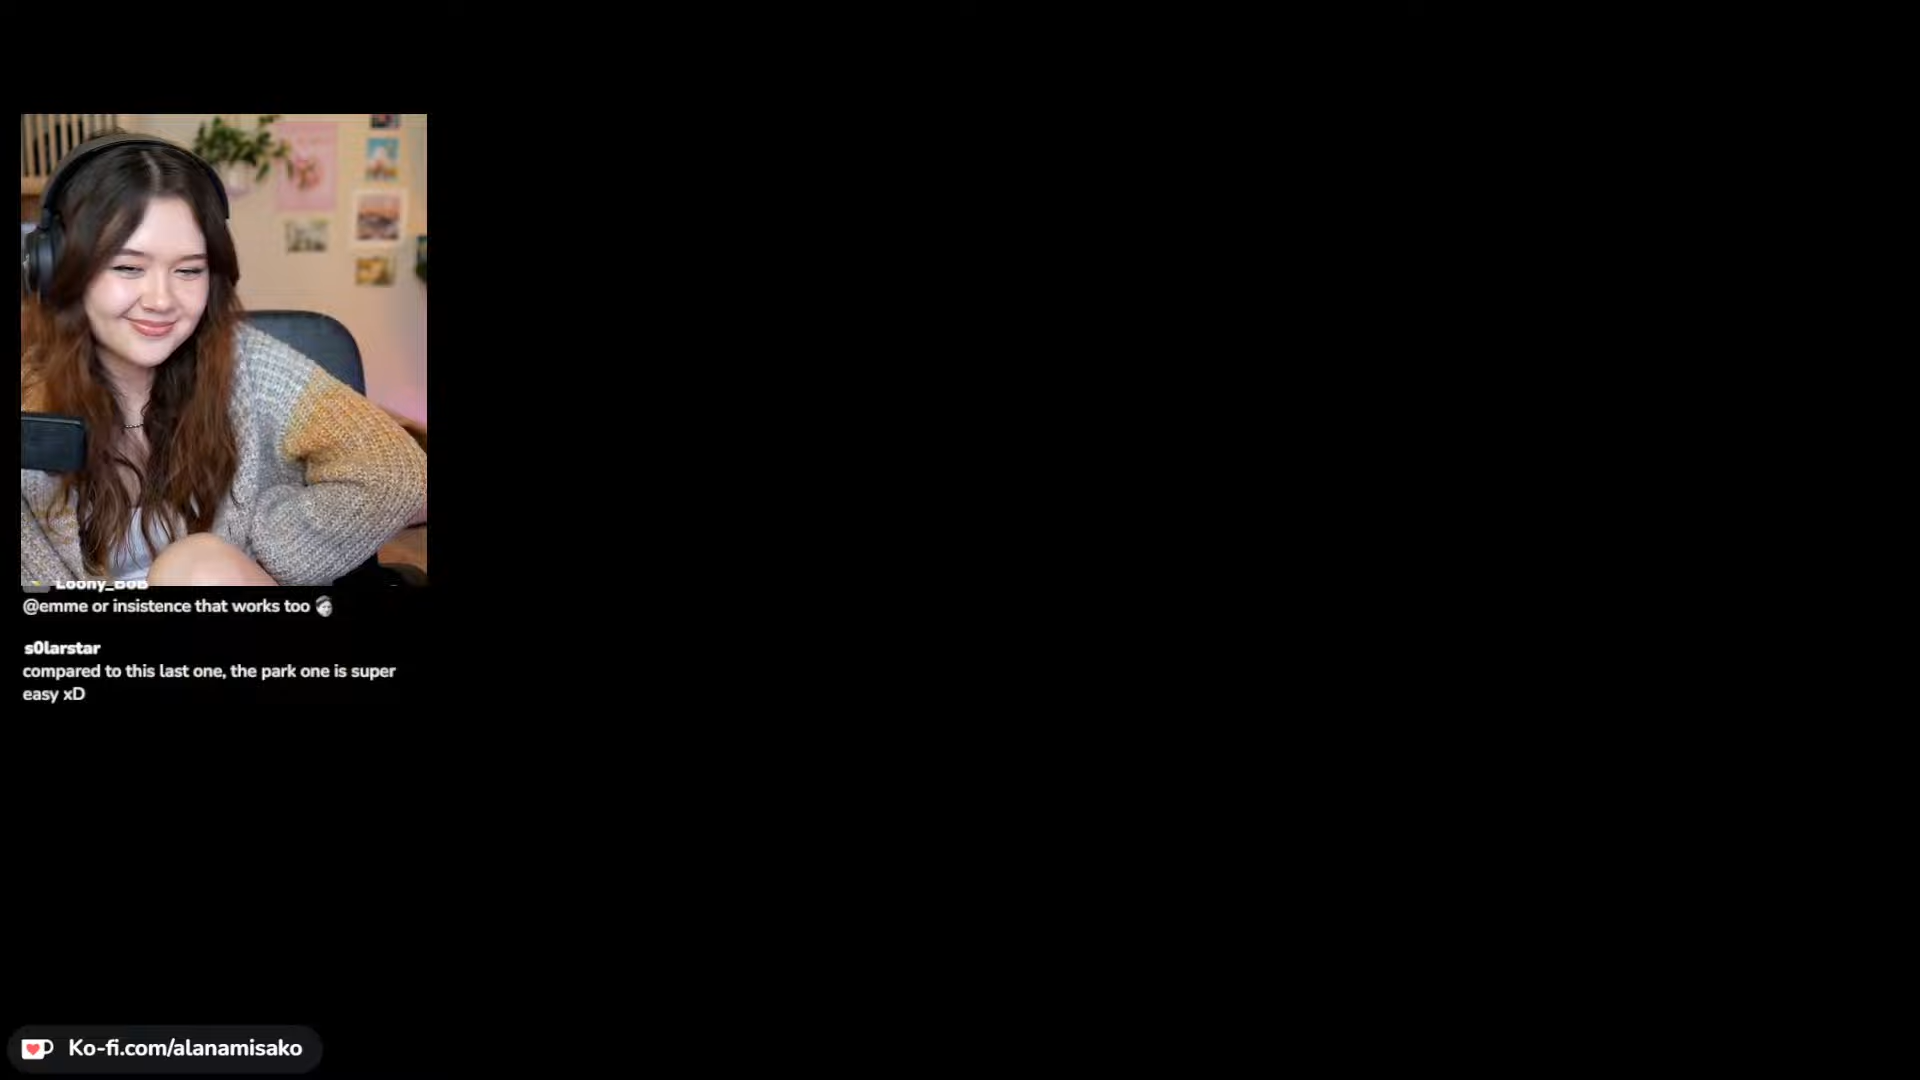 Loony_BoB
@emme or insistence that works too
s0larstar
compared to this last one, the park one is super
easy xD
Ko-fi.com/alanamisako